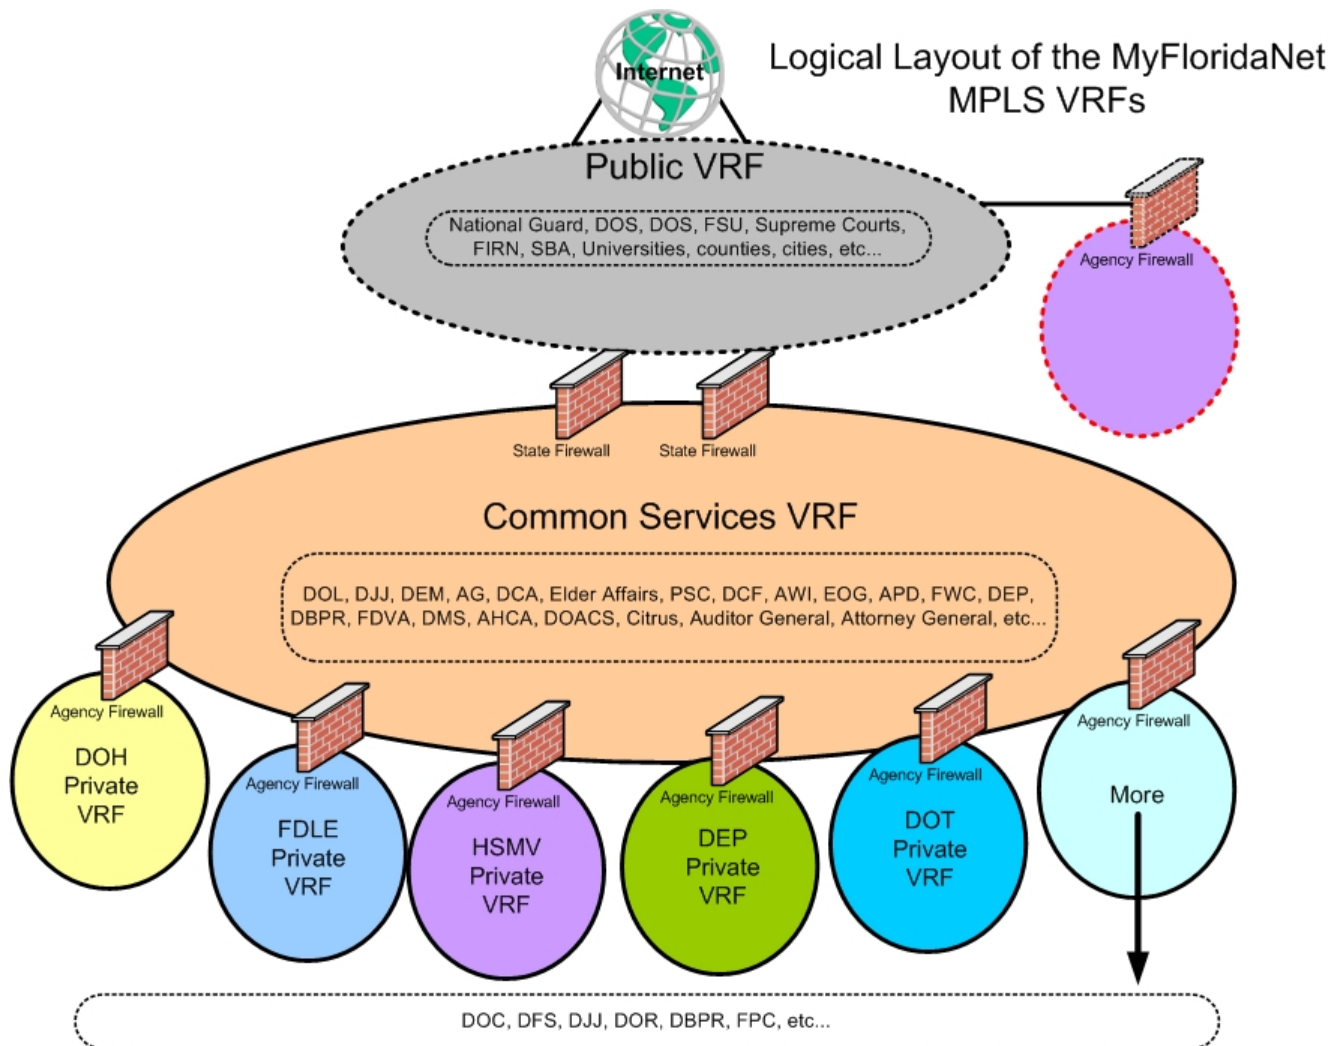 Internet
Logical Layout of the MyFloridaNet
MPLS VRFs
Public VRF
National Guard, DOS, DOS, FSU, Supreme Courts,
FIRN, SBA, Universities, counties, cities, etc...
Agency Firewall
State Firewall
State Firewall
Common Services VRF
DOL, DJJ, DEM, AG, DCA, Elder Affairs, PSC, DCF, AWI, EOG, APD, FWC, DEP,
DBPR, FDVA, DMS, AHCA, DOACS, Citrus, Auditor General, Attorney General, etc...
Agency Firewall
DOH
Private
VRF
Agency Firewall
FDLE
Private
VRF
Agency Firewall
HSMV
Private
VRF
Agency Firewall
DEP
Private
VRF
Agency Firewall
DOT
Private
VRF
Agency Firewall
More
DOC, DFS, DJJ, DOR, DBPR, FPC, etc...